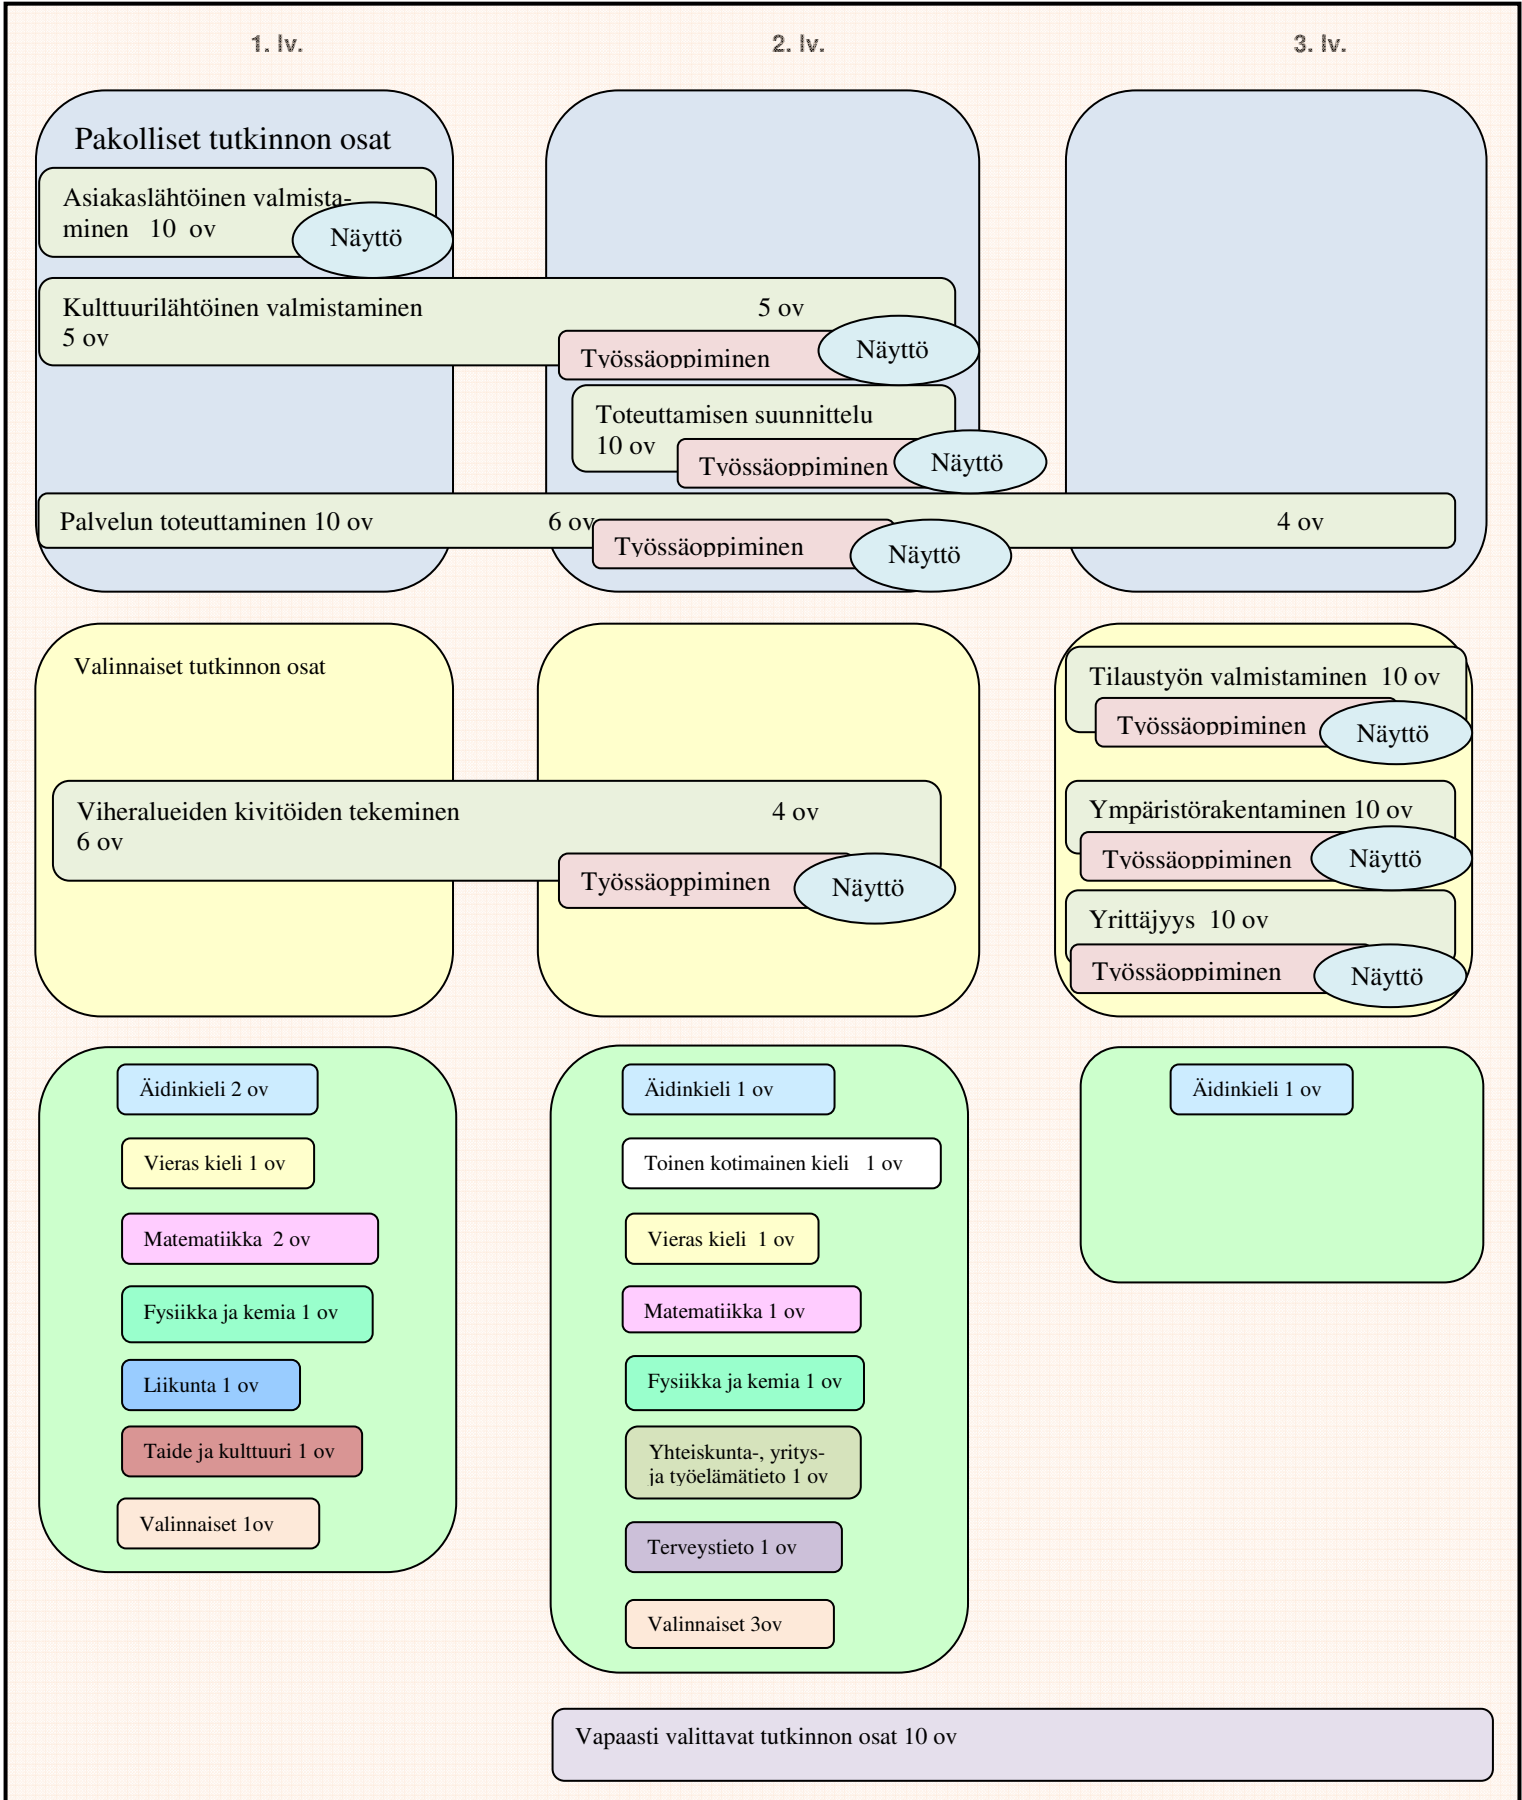 1. lv.
2. lv.
3. lv.
Pakolliset tutkinnon osat
Asiakaslähtöinen valmista-
minen 10 ov
Näyttö
Kulttuurilähtöinen valmistaminen 5 ov
5 ov
Työssäoppiminen
Näyttö
Toteuttamisen suunnittelu
10 ov
Työssäoppiminen
Näyttö
Palvelun toteuttaminen 10 ov 6 ov 4 ov
Työssäoppiminen
Näyttö
Valinnaiset tutkinnon osat
Tilaustyön valmistaminen 10 ov
Työssäoppiminen
Näyttö
Viheralueiden kivitöiden tekeminen 4 ov
6 ov
Työssäoppiminen
Näyttö
Ympäristörakentaminen 10 ov
Työssäoppiminen
Näyttö
Yrittäjyys 10 ov
Työssäoppiminen
Näyttö
Äidinkieli 2 ov
Vieras kieli 1 ov
Matematiikka 2 ov
Fysiikka ja kemia 1 ov
Liikunta 1 ov
Taide ja kulttuuri 1 ov
Valinnaiset 1ov
Äidinkieli 1 ov
Toinen kotimainen kieli 1 ov
Vieras kieli 1 ov
Matematiikka 1 ov
Fysiikka ja kemia 1 ov
Yhteiskunta-, yritys-
ja työelämätieto 1 ov
Terveystieto 1 ov
Valinnaiset 3ov
Äidinkieli 1 ov
Vapaasti valittavat tutkinnon osat 10 ov